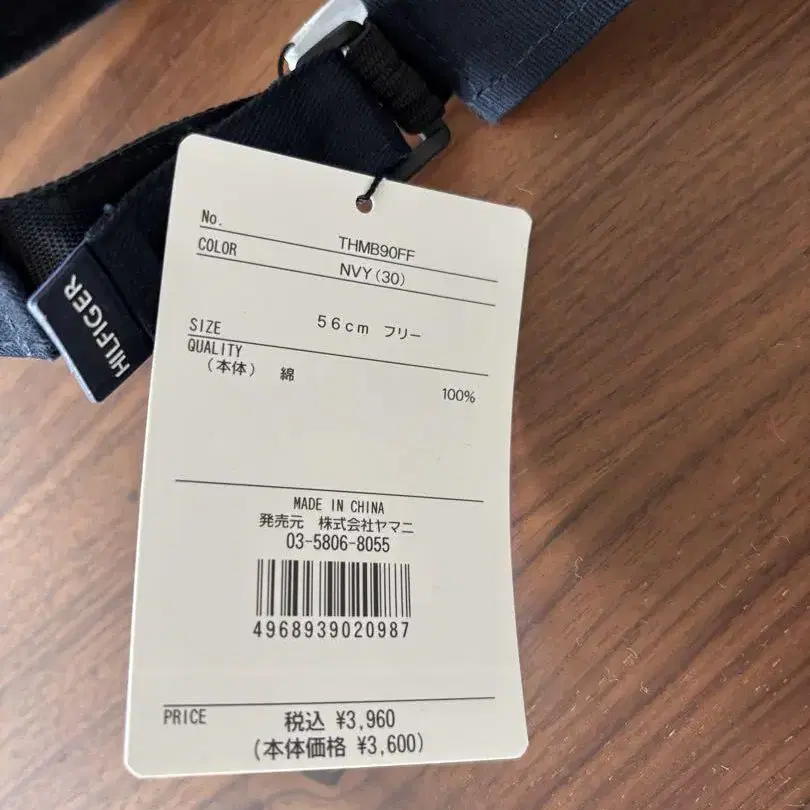 No. THMB90FF
COLOR NVY(30)
SIZE 56cm フリー
QUALITY
(本体) 綿 100%
MADE IN CHINA
発売元 株式会社ヤマニ
03-5806-8055
4968939020987
PRICE 税込 ¥3,960
(本体価格 ¥3,600)
HILFIGER